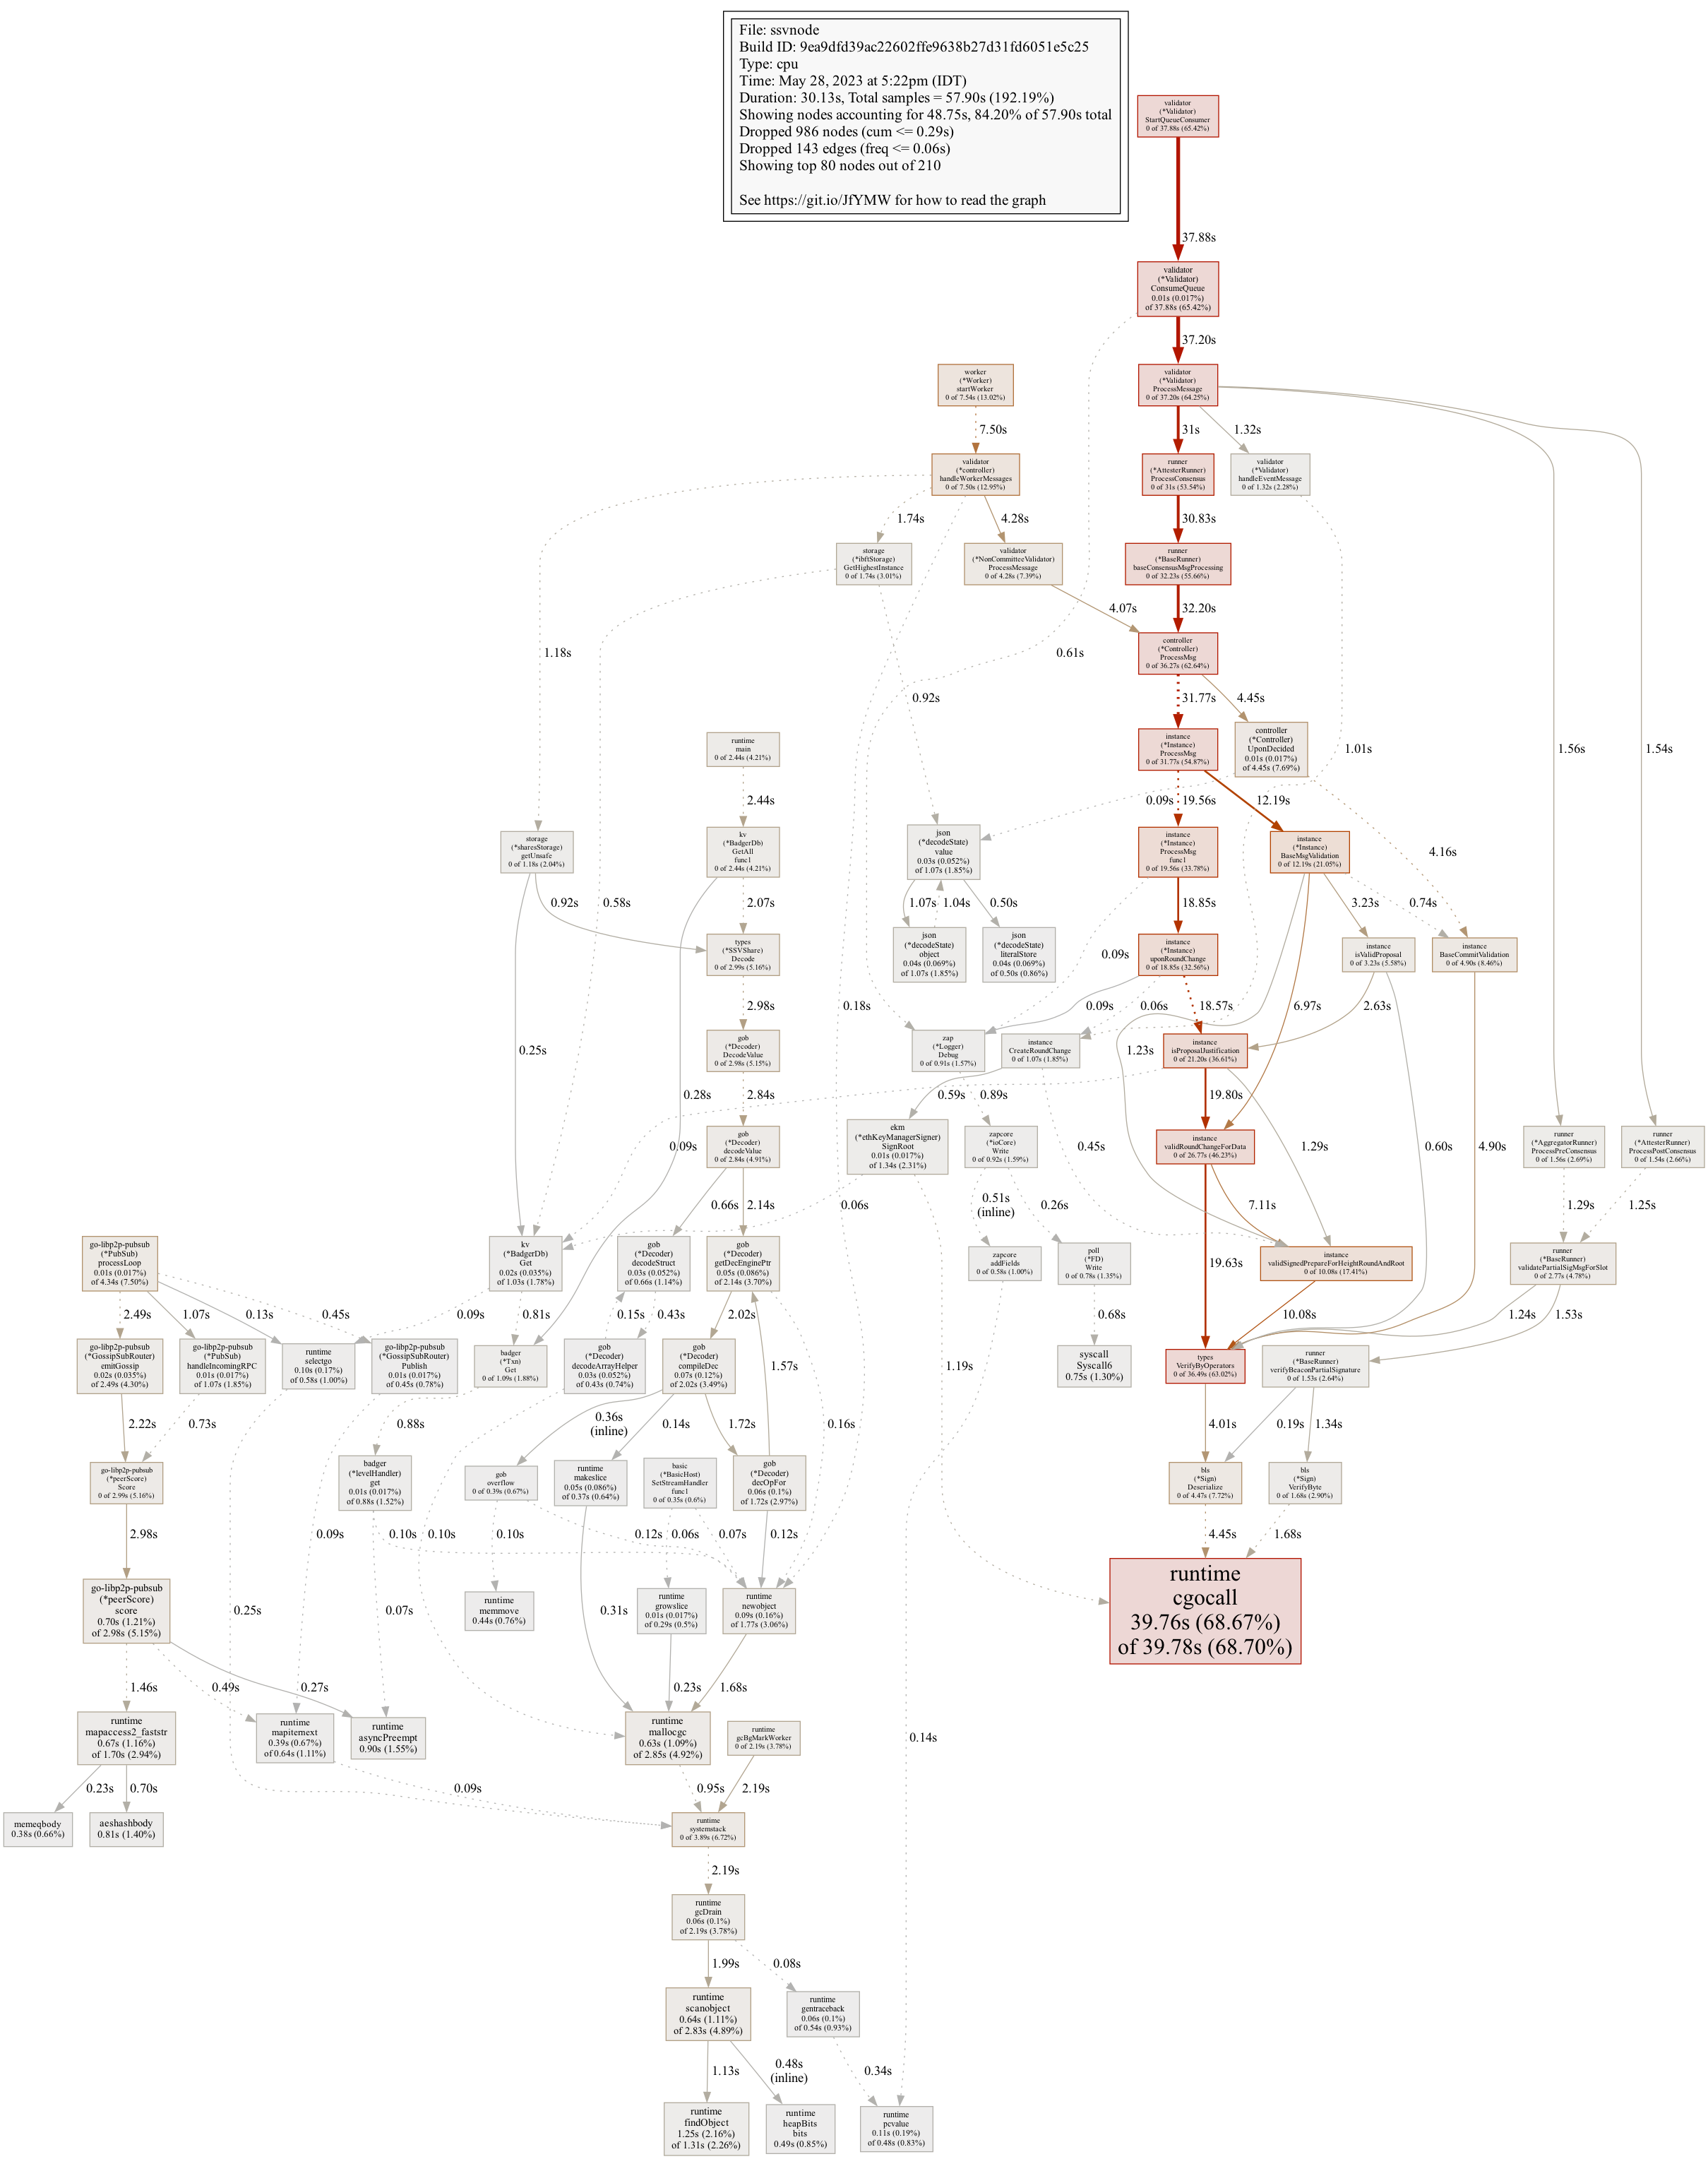 File: ssvnode
Build ID: 9ea9dfd39ac22602ffe9638b27d31fd6051e5c25
Type: cpu
Time: May 28, 2023 at 5:22pm (IDT)
Duration: 30.13s, Total samples = 57.90s (192.19%)
Showing nodes accounting for 48.75s, 84.20% of 57.90s total
Dropped 986 nodes (cum <= 0.29s)
Dropped 143 edges (freq <= 0.06s)
Showing top 80 nodes out of 210
See https://git.io/JfYMW for how to read the graph
validator
(*Validator)
StartQueueConsumer
0 of 37.88s (65.42%)
37.88s
validator
(*Validator)
ConsumeQueue
0.01s (0.017%)
of 37.88s (65.42%)
37.20s
worker
(*Worker)
startWorker
0 of 7.54s (13.02%)
validator
(*Validator)
ProcessMessage
0 of 37.20s (64.25%)
7.50s
31s
1.32s
validator
(*controller)
handleWorkerMessages
0 of 7.50s (12.95%)
runner
(*AttesterRunner)
ProcessConsensus
0 of 31s (53.54%)
validator
(*Validator)
handleEventMessage
0 of 1.32s (2.28%)
1.74s
4.28s
30.83s
storage
(*ibftStorage)
GetHighestInstance
0 of 1.74s (3.01%)
validator
(*NonCommitteeValidator)
ProcessMessage
0 of 4.28s (7.39%)
runner
(*BaseRunner)
baseConsensusMsgProcessing
0 of 32.23s (55.66%)
4.07s
32.20s
1.18s
0.61s
controller
(*Controller)
ProcessMsg
0 of 36.27s (62.64%)
0.92s
31.77s
4.45s
runtime
main
0 of 2.44s (4.21%)
instance
(*Instance)
ProcessMsg
0 of 31.77s (54.87%)
controller
(*Controller)
UponDecided
0.01s (0.017%)
of 4.45s (7.69%)
1.01s
1.56s
1.54s
2.44s
0.09s
19.56s
12.19s
storage
(*sharesStorage)
getUnsafe
0 of 1.18s (2.04%)
kv
(*BadgerDb)
GetAll
func1
0 of 2.44s (4.21%)
json
(*decodeState)
value
0.03s (0.052%)
of 1.07s (1.85%)
instance
(*Instance)
ProcessMsg
func1
0 of 19.56s (33.78%)
instance
(*Instance)
BaseMsgValidation
0 of 12.19s (21.05%)
4.16s
0.92s
0.58s
2.07s
1.07s
1.04s
0.50s
18.85s
3.23s
0.74s
types
(*SSVShare)
Decode
0 of 2.99s (5.16%)
json
(*decodeState)
object
0.04s (0.069%)
of 1.07s (1.85%)
json
(*decodeState)
literalStore
0.04s (0.069%)
of 0.50s (0.86%)
instance
(*Instance)
uponRoundChange
0 of 18.85s (32.56%)
instance
isValidProposal
0 of 3.23s (5.58%)
instance
BaseCommitValidation
0 of 4.90s (8.46%)
0.09s
2.98s
0.18s
0.09s
0.06s
18.57s
6.97s
2.63s
0.25s
gob
(*Decoder)
DecodeValue
0 of 2.98s (5.15%)
zap
(*Logger)
Debug
0 of 0.91s (1.57%)
instance
CreateRoundChange
0 of 1.07s (1.85%)
1.23s
instance
isProposalJustification
0 of 21.20s (36.61%)
0.28s
2.84s
0.59s
0.89s
19.80s
gob
(*Decoder)
decodeValue
0 of 2.84s (4.91%)
0.09s
ekm
(*ethKeyManagerSigner)
SignRoot
0.01s (0.017%)
of 1.34s (2.31%)
zapcore
(*ioCore)
Write
0 of 0.92s (1.59%)
0.45s
instance
validRoundChangeForData
0 of 26.77s (46.23%)
1.29s
0.60s
4.90s
runner
(*AggregatorRunner)
ProcessPreConsensus
0 of 1.56s (2.69%)
runner
(*AttesterRunner)
ProcessPostConsensus
0 of 1.54s (2.66%)
0.66s
2.14s
0.06s
0.51s
(inline)
0.26s
7.11s
1.29s
1.25s
go-libp2p-pubsub
(*PubSub)
processLoop
0.01s (0.017%)
of 4.34s (7.50%)
kv
(*BadgerDb)
Get
0.02s (0.035%)
of 1.03s (1.78%)
gob
(*Decoder)
decodeStruct
0.03s (0.052%)
of 0.66s (1.14%)
gob
(*Decoder)
getDecEnginePtr
0.05s (0.086%)
of 2.14s (3.70%)
zapcore
addFields
0 of 0.58s (1.00%)
poll
(*FD)
Write
0 of 0.78s (1.35%)
19.63s
instance
validSignedPrepareForHeightRoundAndRoot
0 of 10.08s (17.41%)
runner
(*BaseRunner)
validatePartialSigMsgForSlot
0 of 2.77s (4.78%)
2.49s
1.07s
0.13s
0.45s
0.09s
0.81s
0.15s
0.43s
2.02s
0.68s
10.08s
1.24s
1.53s
go-libp2p-pubsub
(*GossipSubRouter)
emitGossip
0.02s (0.035%)
of 2.49s (4.30%)
go-libp2p-pubsub
(*PubSub)
handleIncomingRPC
0.01s (0.017%)
of 1.07s (1.85%)
runtime
selectgo
0.10s (0.17%)
of 0.58s (1.00%)
go-libp2p-pubsub
(*GossipSubRouter)
Publish
0.01s (0.017%)
of 0.45s (0.78%)
badger
(*Txn)
Get
0 of 1.09s (1.88%)
gob
(*Decoder)
decodeArrayHelper
0.03s (0.052%)
of 0.43s (0.74%)
gob
(*Decoder)
compileDec
0.07s (0.12%)
of 2.02s (3.49%)
1.57s
1.19s
syscall
Syscall6
0.75s (1.30%)
types
VerifyByOperators
0 of 36.49s (63.02%)
runner
(*BaseRunner)
verifyBeaconPartialSignature
0 of 1.53s (2.64%)
2.22s
0.73s
0.88s
0.36s
(inline)
0.14s
1.72s
0.16s
4.01s
0.19s
1.34s
go-libp2p-pubsub
(*peerScore)
Score
0 of 2.99s (5.16%)
badger
(*levelHandler)
get
0.01s (0.017%)
of 0.88s (1.52%)
gob
overflow
0 of 0.39s (0.67%)
runtime
makeslice
0.05s (0.086%)
of 0.37s (0.64%)
basic
(*BasicHost)
SetStreamHandler
func1
0 of 0.35s (0.6%)
gob
(*Decoder)
decOpFor
0.06s (0.1%)
of 1.72s (2.97%)
bls
(*Sign)
Deserialize
0 of 4.47s (7.72%)
bls
(*Sign)
VerifyByte
0 of 1.68s (2.90%)
2.98s
0.09s
0.10s
0.10s
0.10s
0.12s
0.06s
0.07s
0.12s
4.45s
1.68s
go-libp2p-pubsub
(*peerScore)
score
0.70s (1.21%)
of 2.98s (5.15%)
0.25s
0.07s
runtime
memmove
0.44s (0.76%)
0.31s
runtime
growslice
0.01s (0.017%)
of 0.29s (0.5%)
runtime
newobject
0.09s (0.16%)
of 1.77s (3.06%)
runtime
cgocall
39.76s (68.67%)
of 39.78s (68.70%)
1.46s
0.49s
0.27s
0.23s
1.68s
runtime
mapaccess2_faststr
0.67s (1.16%)
of 1.70s (2.94%)
runtime
mapiternext
0.39s (0.67%)
of 0.64s (1.11%)
runtime
asyncPreempt
0.90s (1.55%)
runtime
mallocgc
0.63s (1.09%)
of 2.85s (4.92%)
runtime
gcBgMarkWorker
0 of 2.19s (3.78%)
0.14s
0.23s
0.70s
0.09s
0.95s
2.19s
memeqbody
0.38s (0.66%)
aeshashbody
0.81s (1.40%)
runtime
systemstack
0 of 3.89s (6.72%)
2.19s
runtime
gcDrain
0.06s (0.1%)
of 2.19s (3.78%)
1.99s
0.08s
runtime
scanobject
0.64s (1.11%)
of 2.83s (4.89%)
runtime
gentraceback
0.06s (0.1%)
of 0.54s (0.93%)
1.13s
0.48s
(inline)
0.34s
runtime
findObject
1.25s (2.16%)
of 1.31s (2.26%)
runtime
heapBits
bits
0.49s (0.85%)
runtime
pcvalue
0.11s (0.19%)
of 0.48s (0.83%)